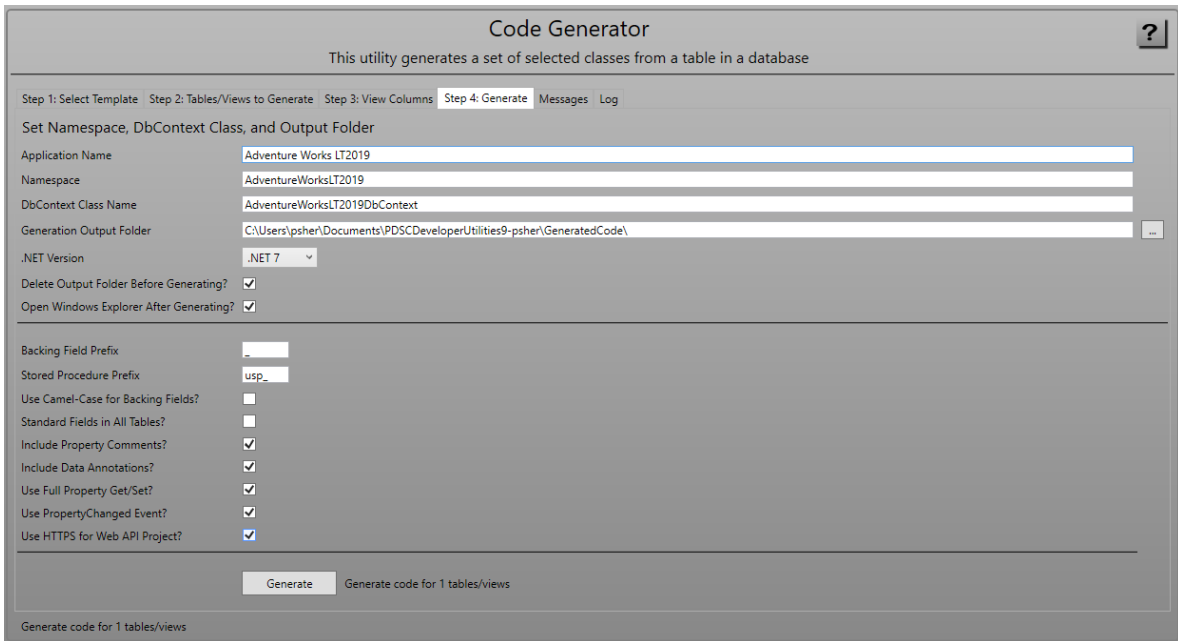 Code Generator
?
This utility generates a set of selected classes from a table in a database
Step 1: Select Template Step 2: Tables/Views to Generate Step 3: View Columns Step 4: Generate Messages Log
Set Namespace, DbContext Class, and Output Folder
Application Name Adventure Works LT2019
Namespace AdventureWorksLT2019
DbContext Class Name AdventureWorksLT2019DbContext
Generation Output Folder C:\Users\psher\Documents\PDSCDeveloperUtilities9-psher\GeneratedCode\ ...
.NET Version .NET 7
Delete Output Folder Before Generating?
Open Windows Explorer After Generating?
Backing Field Prefix _
Stored Procedure Prefix usp_
Use Camel-Case for Backing Fields?
Standard Fields in All Tables?
Include Property Comments?
Include Data Annotations?
Use Full Property Get/Set?
Use PropertyChanged Event?
Use HTTPS for Web API Project?
Generate Generate code for 1 tables/views
Generate code for 1 tables/views